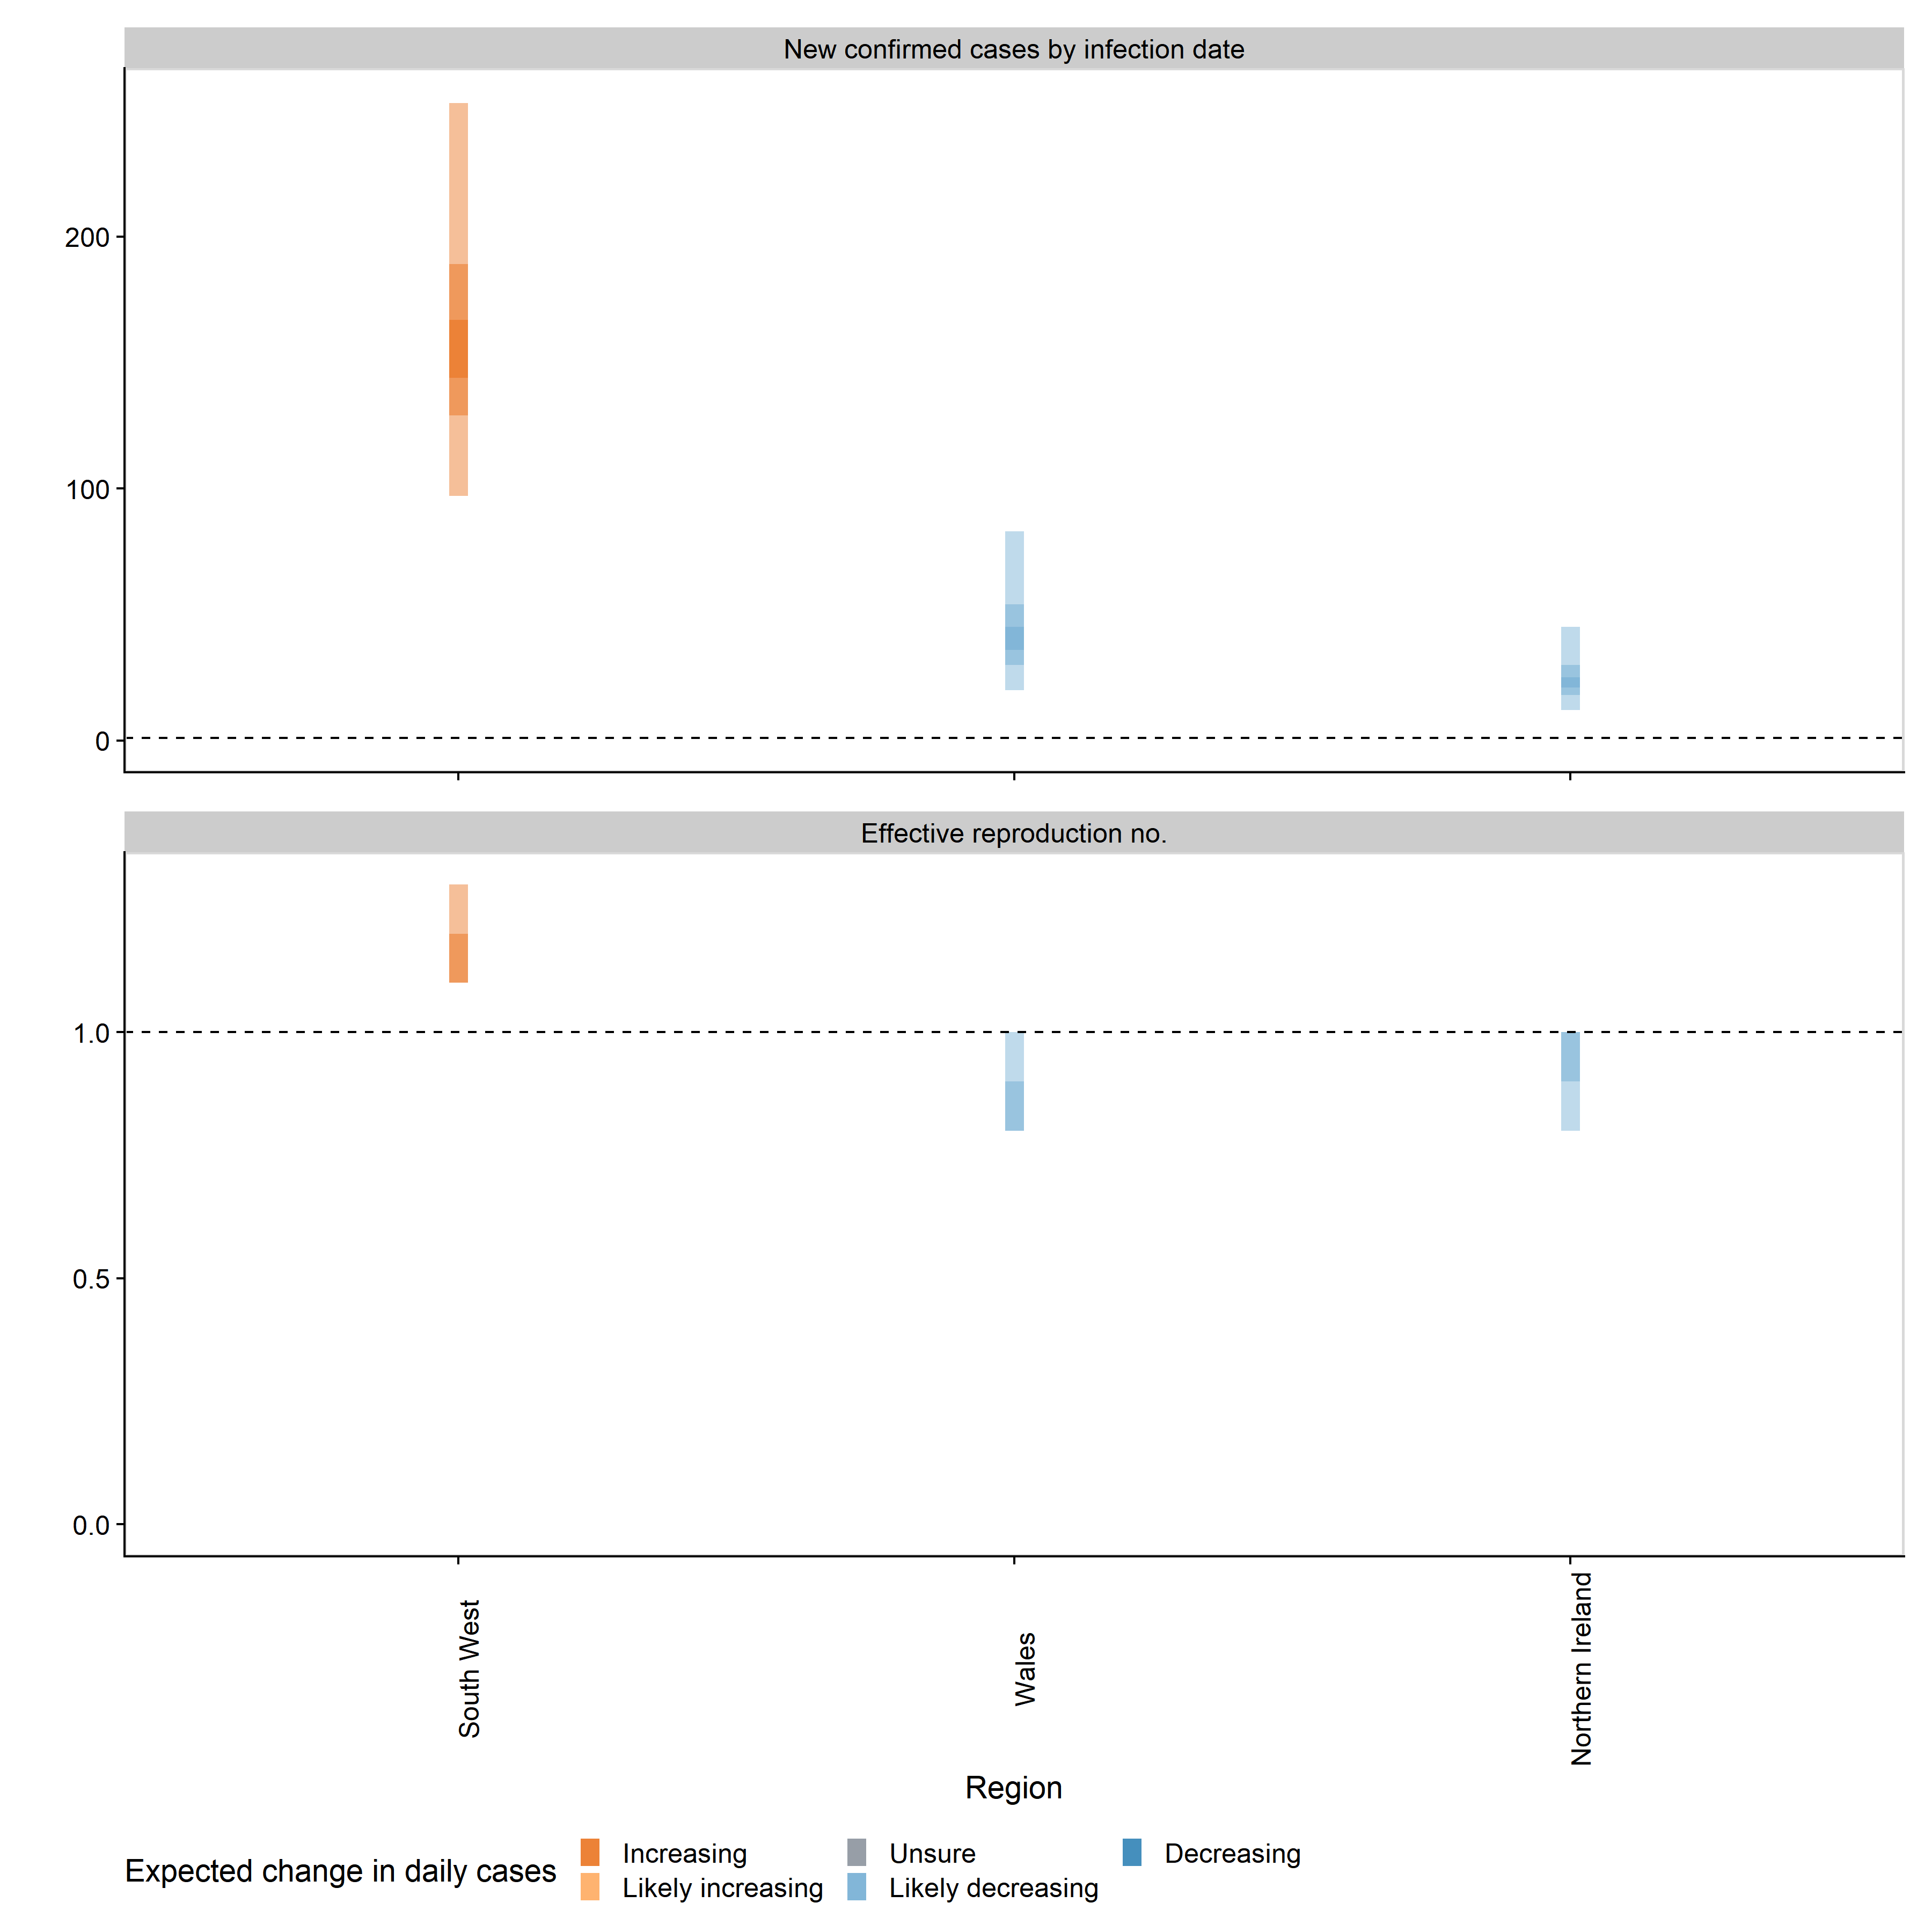 New confirmed cases by infection date
200
100
0
Effective reproduction no.
1.0
0.5
0.0
South West
Wales
Northern Ireland
Region
Expected change in daily cases
Increasing
Unsure
Decreasing
Likely increasing
Likely decreasing